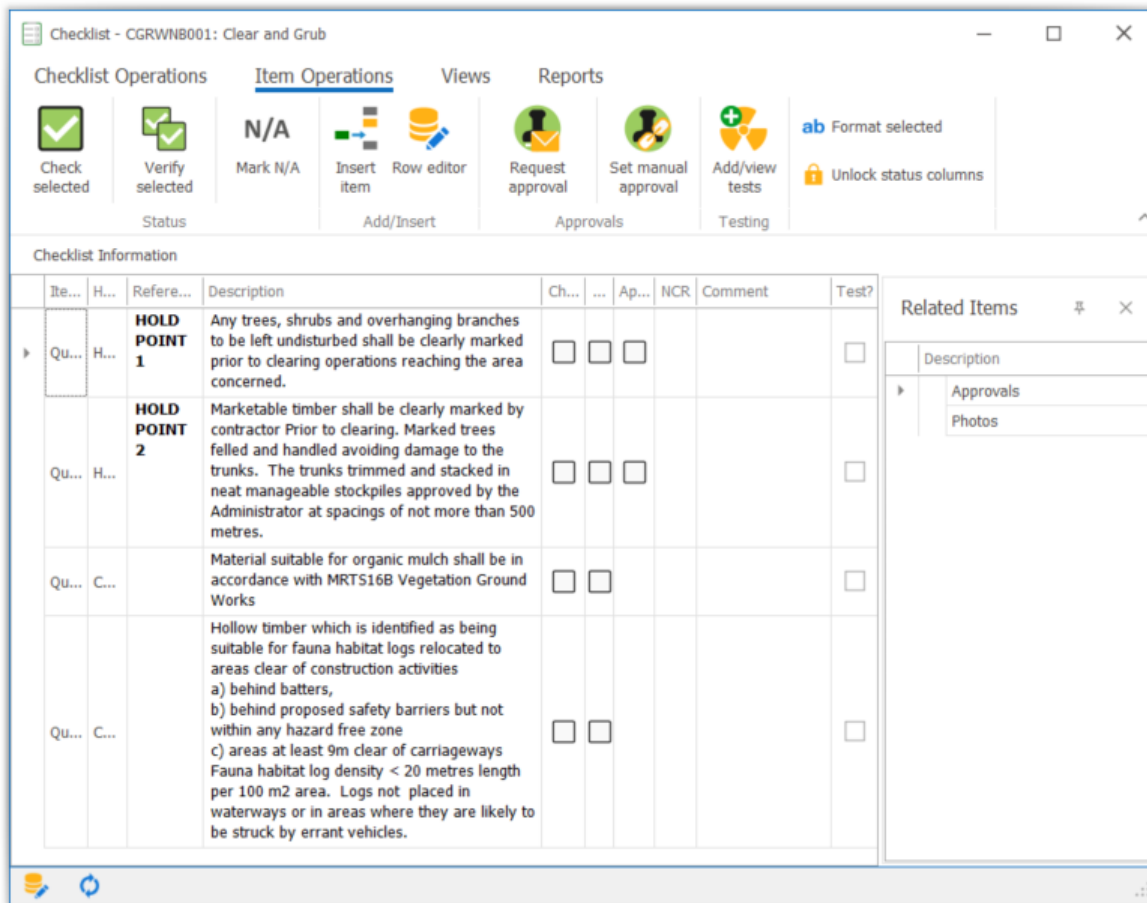 Checklist - CGRWNB001: Clear and Grub
Checklist Operations Item Operations Views Reports
Check selected
Verify selected
N/A
Mark N/A
Insert item
Row editor
Request approval
Set manual approval
Add/view tests
ab Format selected
Unlock status columns
Status Add/Insert Approvals Testing
Checklist Information
Ite... H... Refere... Description Ch... ... Ap... NCR Comment Test?
Qu... H...
HOLD
POINT
1
Any trees, shrubs and overhanging branches
to be left undisturbed shall be clearly marked
prior to clearing operations reaching the area
concerned.
Qu... H...
HOLD
POINT
2
Marketable timber shall be clearly marked by
contractor Prior to clearing. Marked trees
felled and handled avoiding damage to the
trunks. The trunks trimmed and stacked in
neat manageable stockpiles approved by the
Administrator at spacings of not more than 500
metres.
Qu... C...
Material suitable for organic mulch shall be in
accordance with MRTS16B Vegetation Ground
Works
Qu... C...
Hollow timber which is identified as being
suitable for fauna habitat logs relocated to
areas clear of construction activities
a) behind batters,
b) behind proposed safety barriers but not
within any hazard free zone
c) areas at least 9m clear of carriageways
Fauna habitat log density < 20 metres length
per 100 m2 area. Logs not placed in
waterways or in areas where they are likely to
be struck by errant vehicles.
Related Items
Description
Approvals
Photos